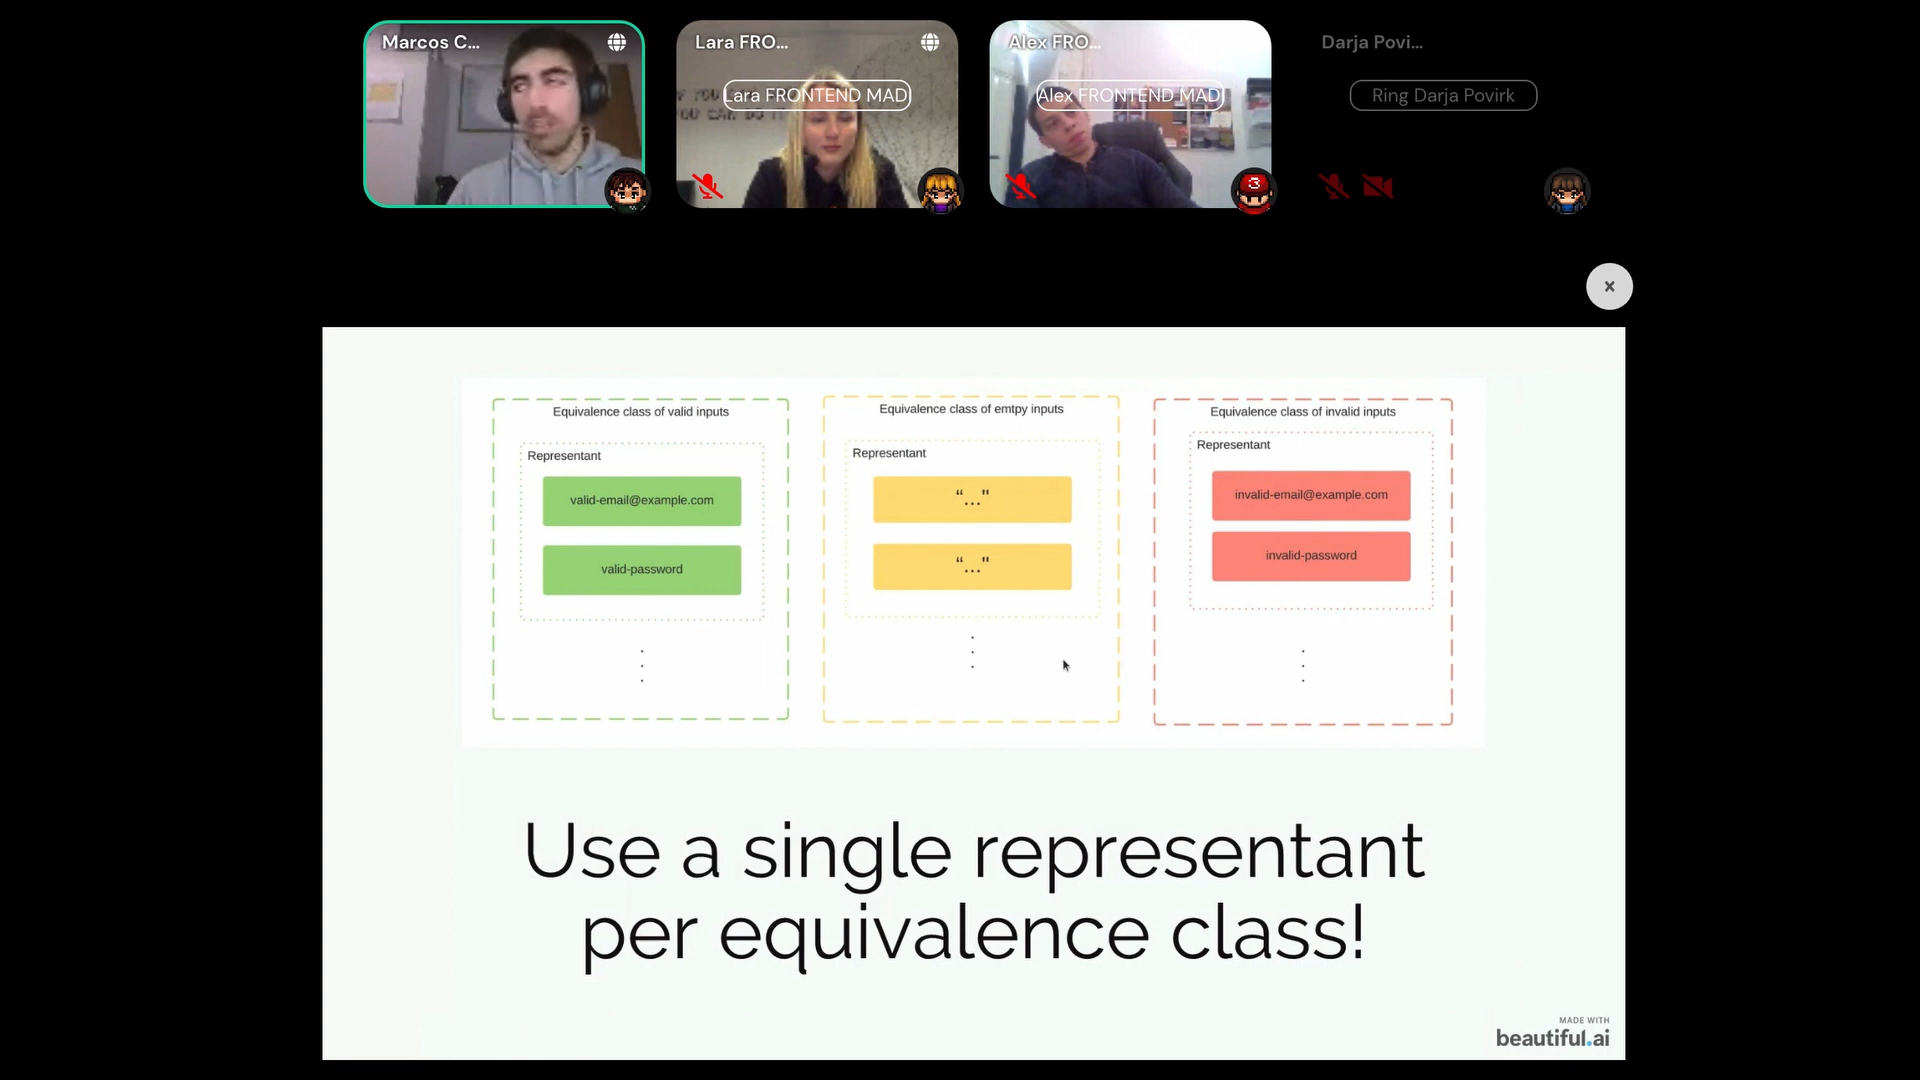 Marcos C...
Lara FRO...
Alex FRO...
Darja Povi...
Lara FRONTEND MAD
Alex FRONTEND MAD
Ring Darja Povirk
3
x
Equivalence class of valid inputs
Representant
valid-email@example.com
valid-password
Equivalence class of emtpy inputs
Representant
“..."
“..."
Equivalence class of invalid inputs
Representant
invalid-email@example.com
invalid-password
Use a single representant
per equivalence class!
MADE WITH
beautiful.ai